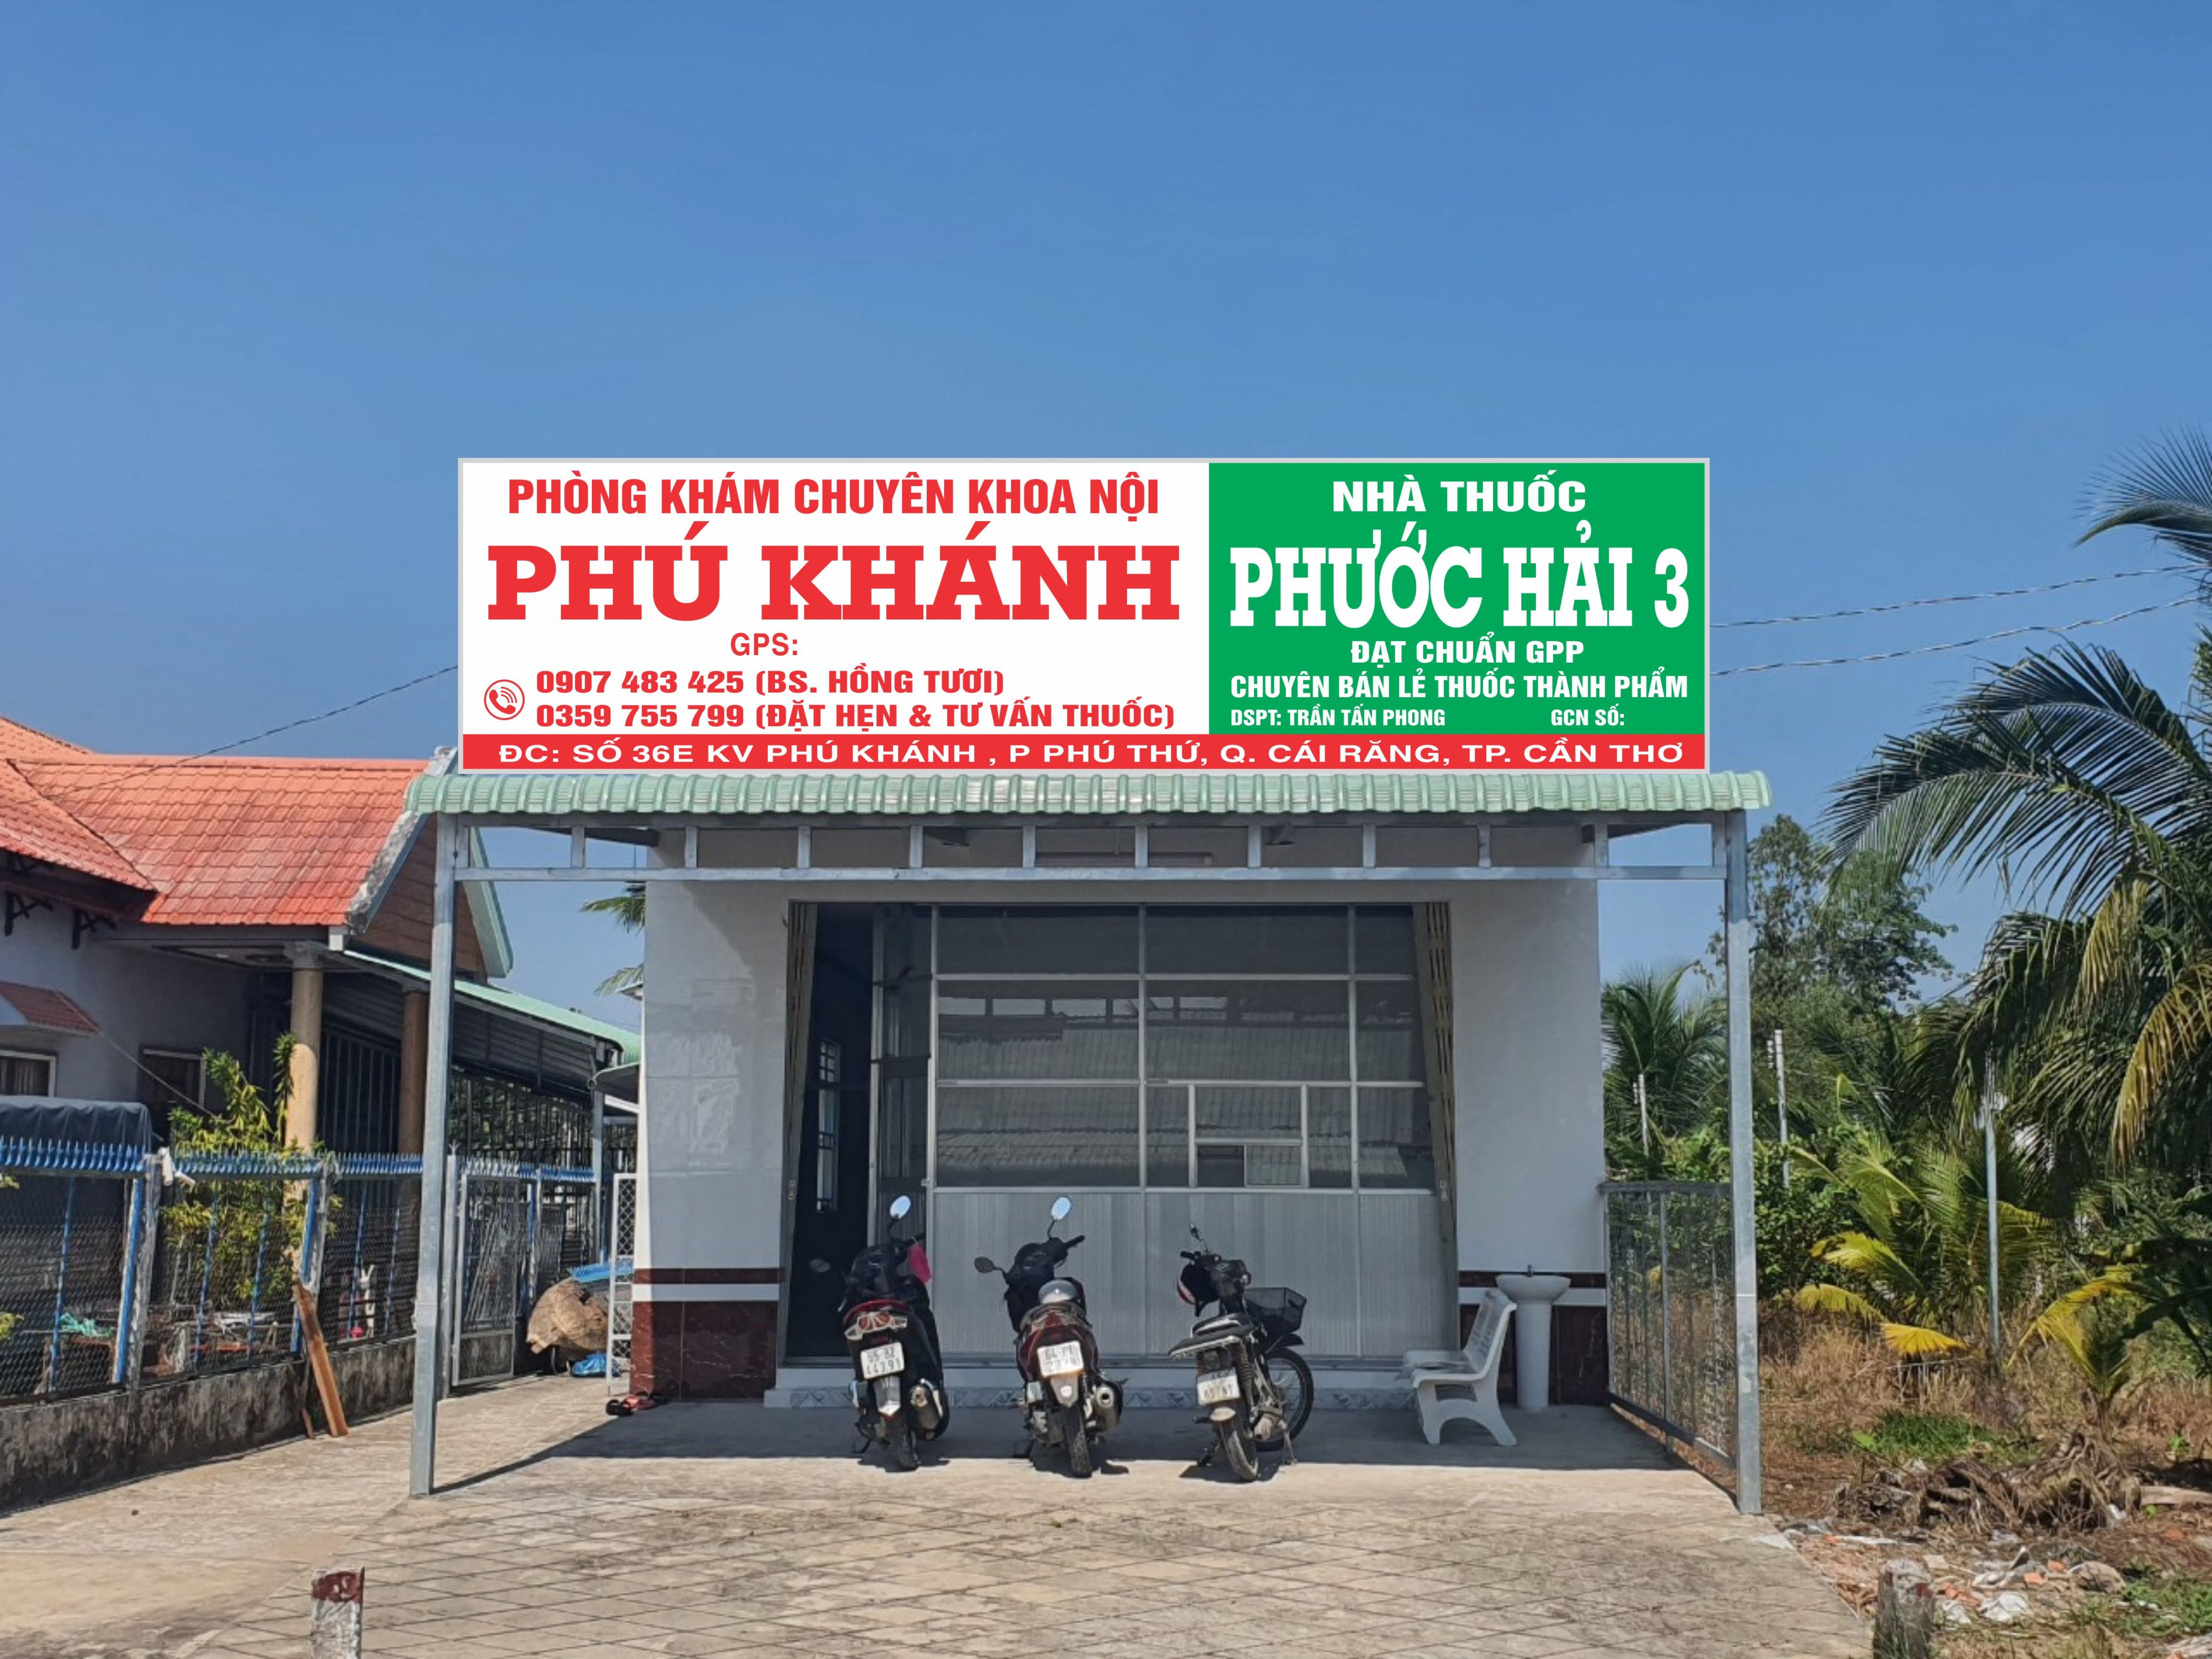 PHÒNG KHÁM CHUYÊN KHOA NỘI
PHÚ KHÁNH
GPS:
0907 483 425 (BS. HỒNG TƯƠI)
0359 755 799 (ĐẶT HẸN & TƯ VẤN THUỐC)
NHÀ THUỐC
PHƯỚC HẢI 3
ĐẠT CHUẨN GPP
CHUYÊN BÁN LẺ THUỐC THÀNH PHẨM
DSPT: TRẦN TẤN PHONG GCN SỐ:
ĐC: SỐ 36E KV PHÚ KHÁNH , P PHÚ THỨ, Q. CÁI RĂNG, TP. CẦN THƠ